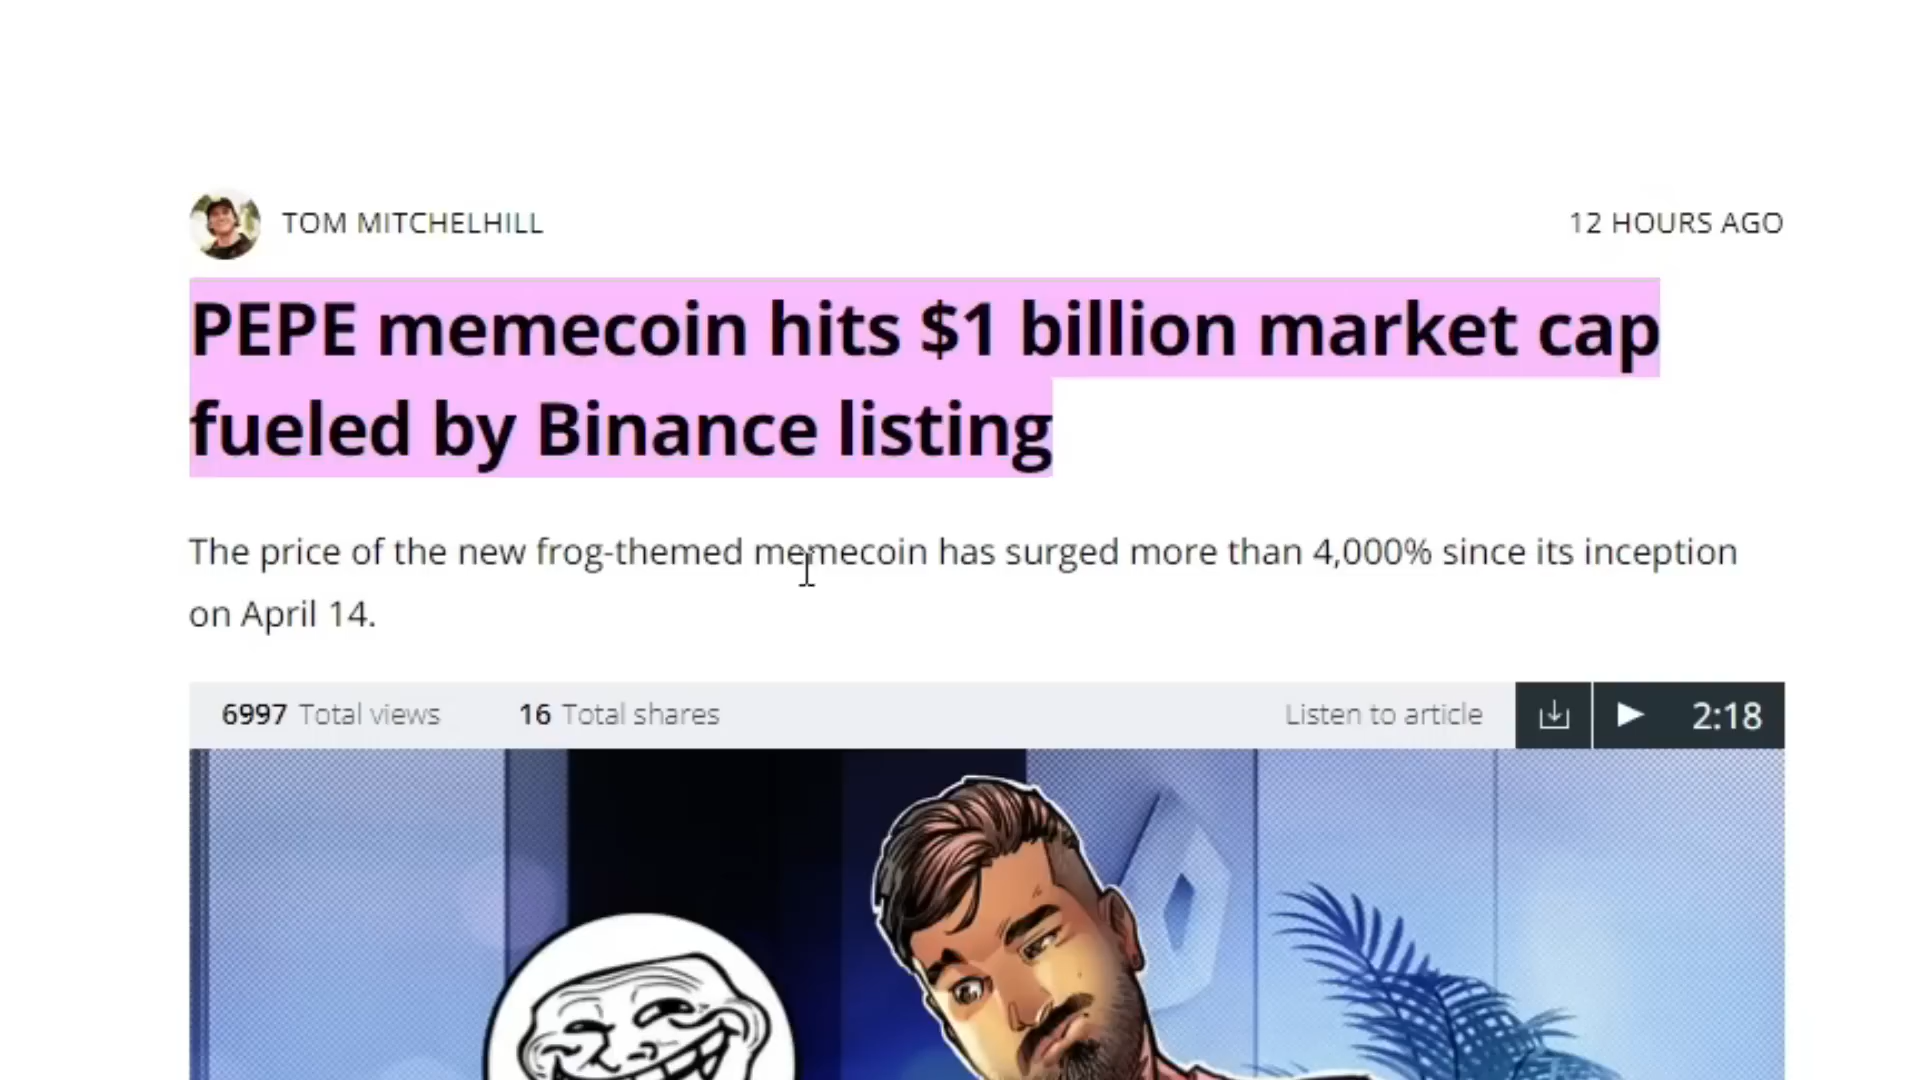 TOM MITCHELHILL
12 HOURS AGO
PEPE memecoin hits $1 billion market cap
fueled by Binance listing
The price of the new frog-themed memecoin has surged more than 4,000% since its inception
on April 14.
6997 Total views 16 Total shares Listen to article 2:18